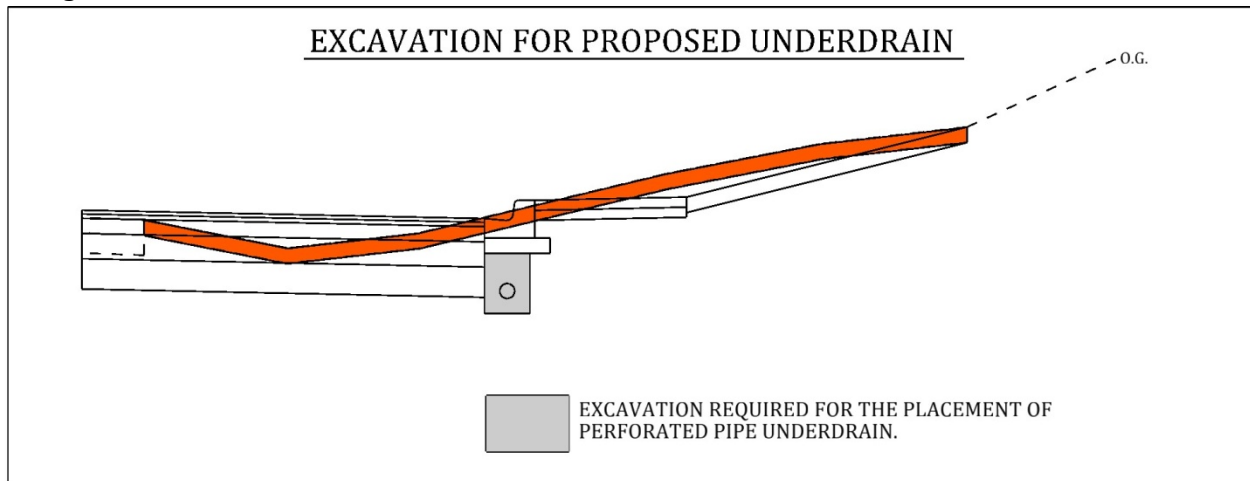 EXCAVATION FOR PROPOSED UNDERDRAIN
O.G.
EXCAVATION REQUIRED FOR THE PLACEMENT OF
PERFORATED PIPE UNDERDRAIN.